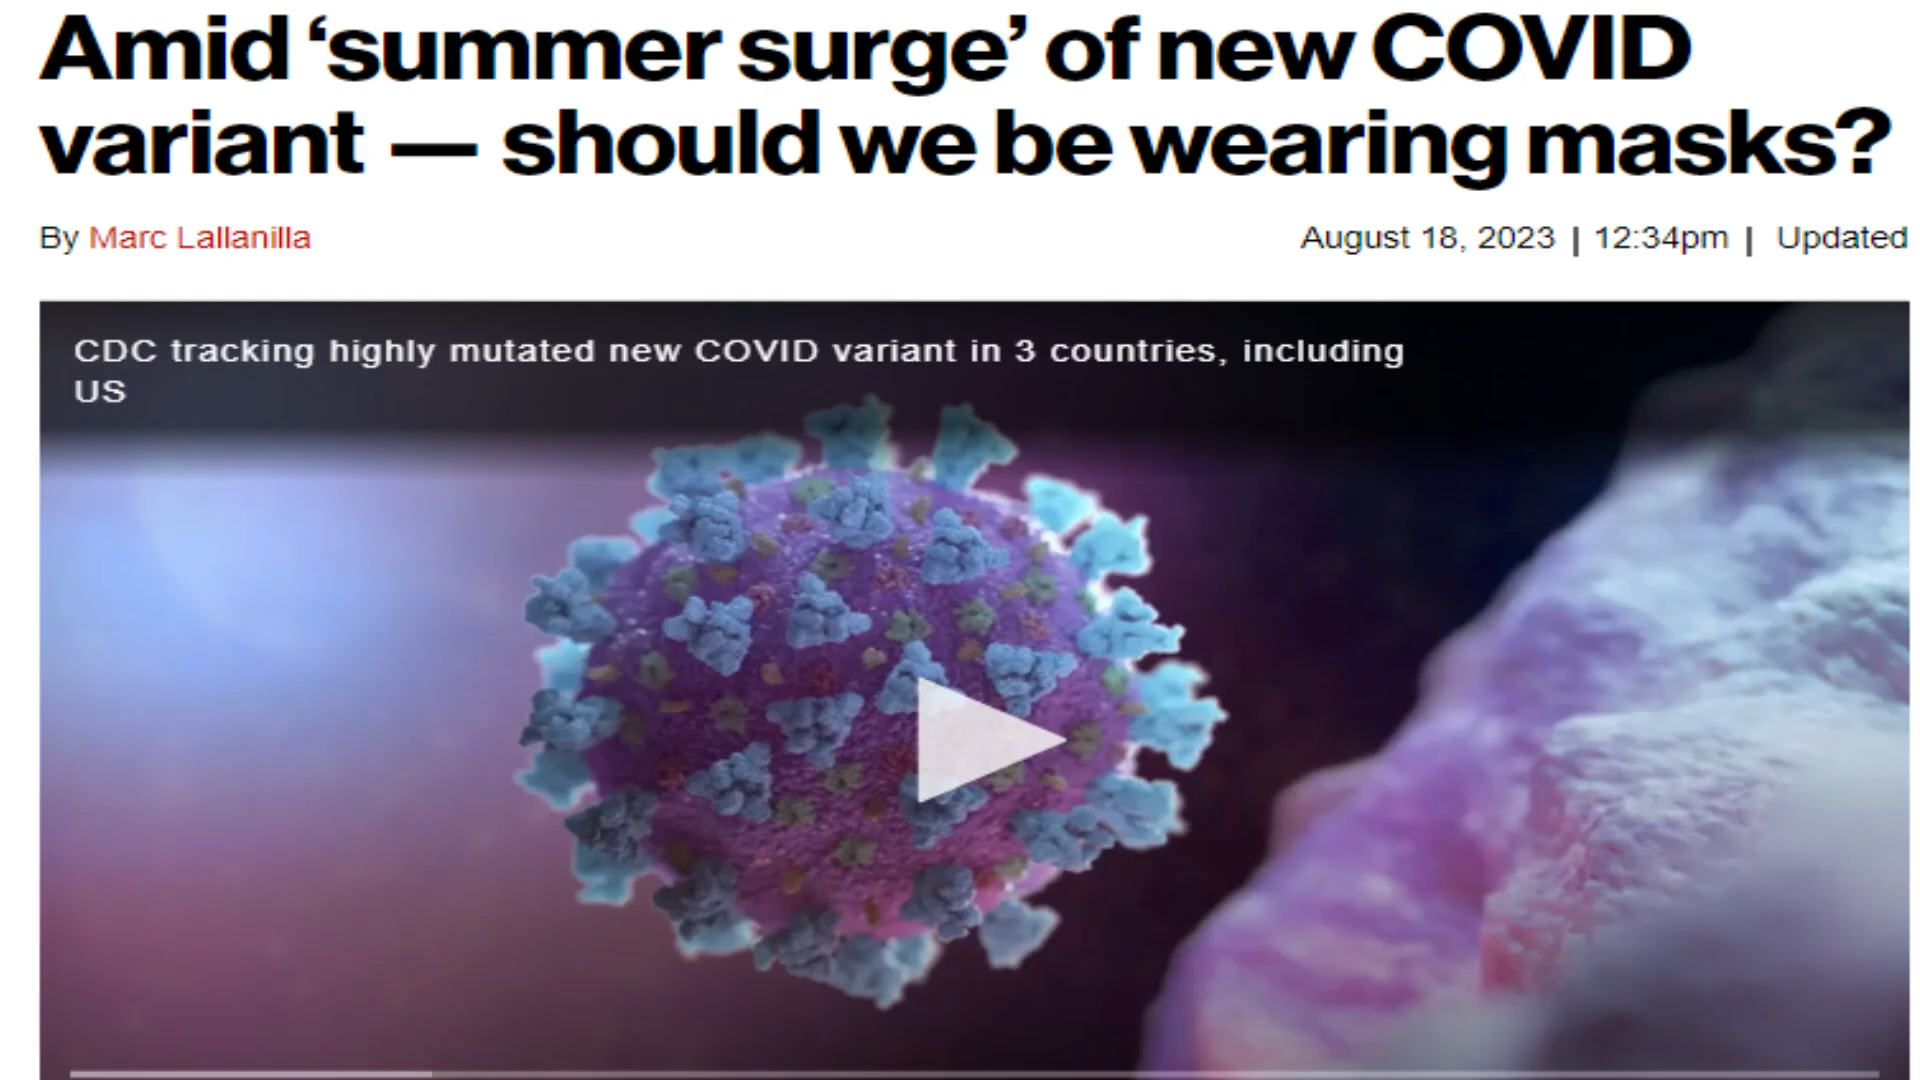 Amid ‘summer surge’ of new COVID
variant — should we be wearing masks?
By Marc Lallanilla
August 18, 2023 | 12:34pm | Updated
CDC tracking highly mutated new COVID variant in 3 countries, including
US